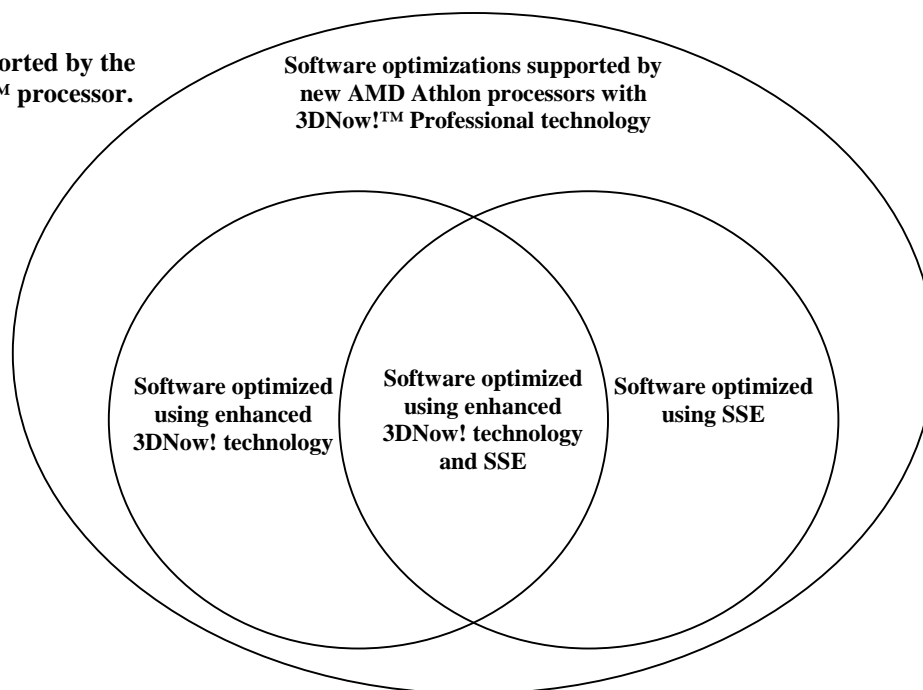 orted by the
™ processor.
Software optimizations supported by
new AMD Athlon processors with
3DNow!™ Professional technology
Software optimized
using enhanced
3DNow! technology
Software optimized
using enhanced
3DNow! technology
and SSE
Software optimized
using SSE